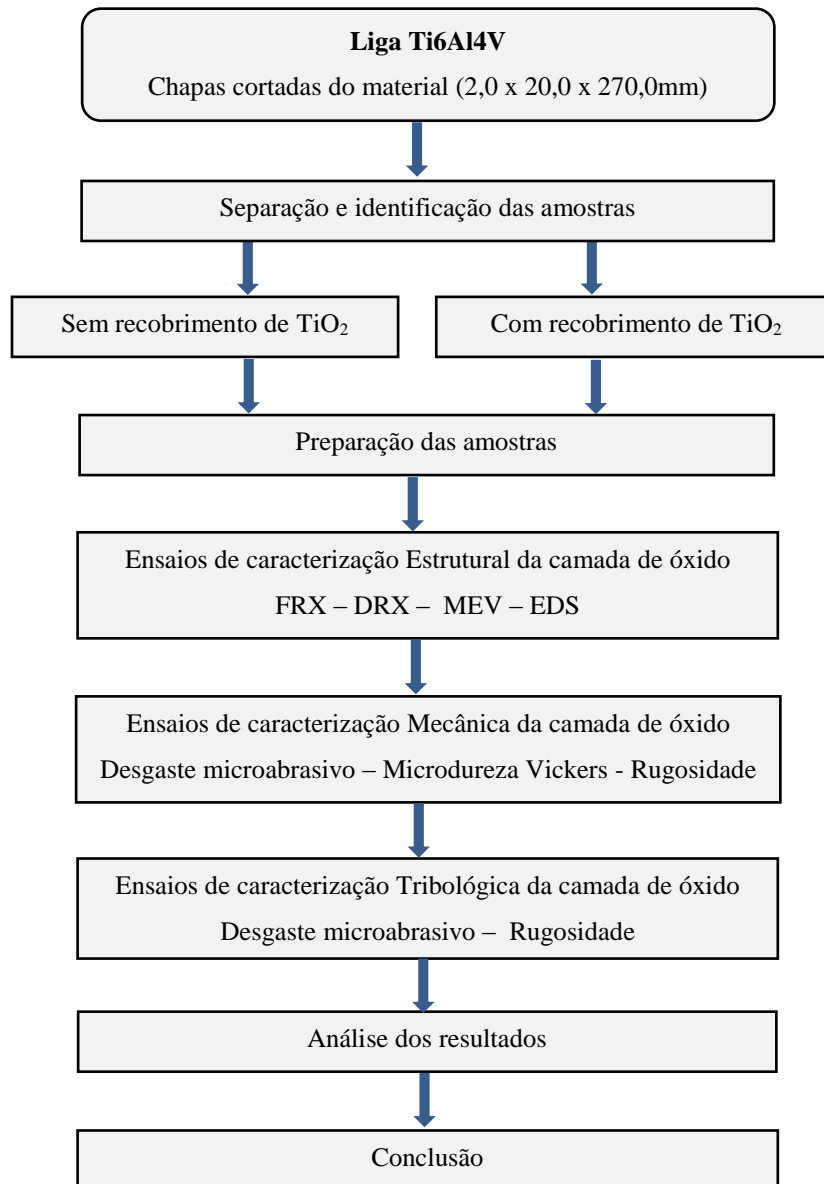 Liga Ti6Al4V
Chapas cortadas do material (2,0 x 20,0 x 270,0mm)
Separação e identificação das amostras
Sem recobrimento de TiO₂
Com recobrimento de TiO₂
Preparação das amostras
Ensaios de caracterização Estrutural da camada de óxido
FRX – DRX – MEV – EDS
Ensaios de caracterização Mecânica da camada de óxido
Desgaste microabrasivo – Microdureza Vickers - Rugosidade
Ensaios de caracterização Tribológica da camada de óxido
Desgaste microabrasivo – Rugosidade
Análise dos resultados
Conclusão